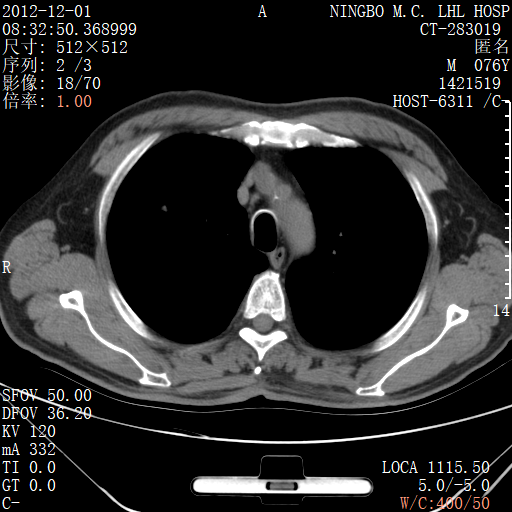 2012-12-01
A
NINGBO M.C. LHL HOSP
08:32:50.368999
CT-283019
尺寸: 512×512
匿名
序列: 2 /3
M 076Y
影像: 18/70
1421519
倍率: 1.00
HOST-6311 /C-
R
14
SFOV 50.00
DFOV 36.20
KV 120
mA 332
TI 0.0
LOCA 1115.50
GT 0.0
5.0/-5.0
C-
W/C:400/50